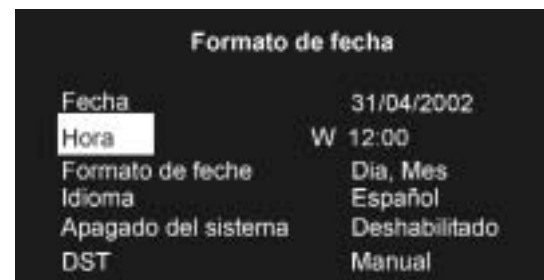 Formato de fecha
Fecha 31/04/2002
Hora W 12:00
Formato de feche Dia, Mes
Idioma Español
Apagado del sistema Deshabilitado
DST Manual